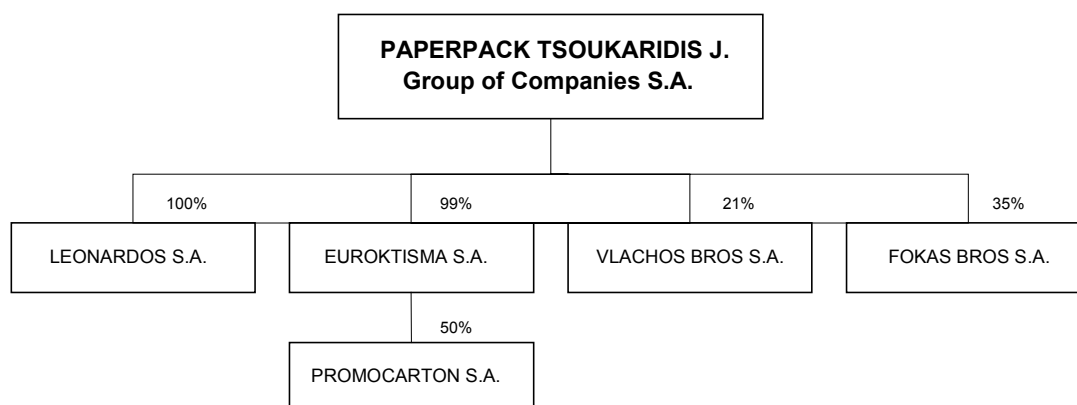 PAPERPACK TSOUKARIDIS J.
Group of Companies S.A.
100%
99%
21%
35%
LEONARDOS S.A.
EUROKTISMA S.A.
VLACHOS BROS S.A.
FOKAS BROS S.A.
50%
PROMOCARTON S.A.